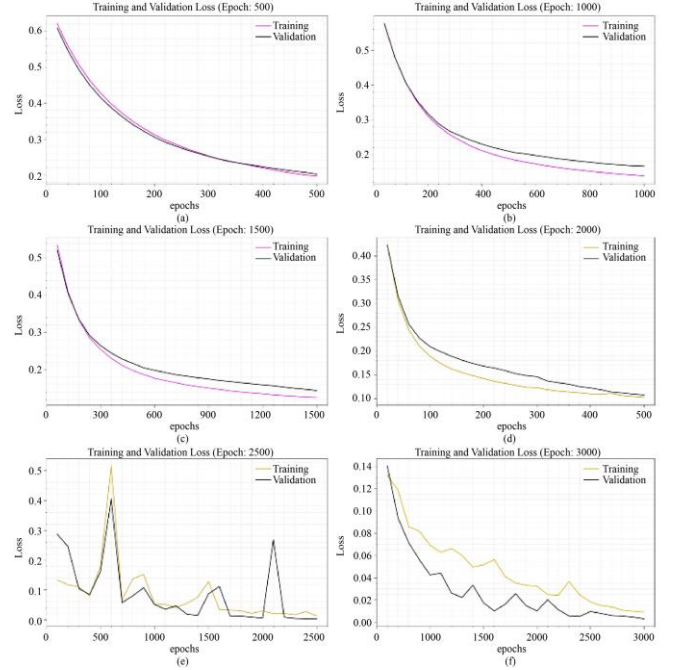 Training and Validation Loss (Epoch: 500)
Training
Validation
0.6
0.5
0.4
0.3
0.2
Loss
0
100
200
300
400
500
epochs
(a)
Training and Validation Loss (Epoch: 1000)
Training
Validation
0.5
0.4
0.3
0.2
Loss
0
200
400
600
800
1000
epochs
(b)
Training and Validation Loss (Epoch: 1500)
Training
Validation
0.5
0.4
0.3
0.2
Loss
0
300
600
900
1200
1500
epochs
(c)
Training and Validation Loss (Epoch: 2000)
Training
Validation
0.40
0.35
0.30
0.25
0.20
0.15
0.10
Loss
0
100
200
300
400
500
epochs
(d)
Training and Validation Loss (Epoch: 2500)
Training
Validation
0.5
0.4
0.3
0.2
0.1
0.0
Loss
0
500
1000
1500
2000
2500
epochs
(e)
Training and Validation Loss (Epoch: 3000)
Training
Validation
0.14
0.12
0.10
0.08
0.06
0.04
0.02
0.00
Loss
0
1000
1000
1500
2000
2500
3000
epochs
(f)